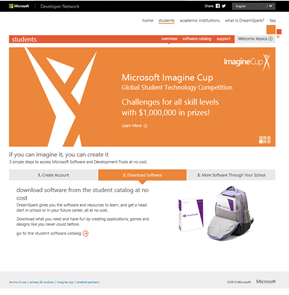 Microsoft Developer Network
Share
English
home students academic institutions what is DreamSpark? faq
students overview software catalog support Welcome Jessica
ImagineCup
Microsoft Imagine Cup
Global Student Technology Competition
Challenges for all skill levels
with $1,000,000 in prizes!
Learn More
if you can imagine it, you can create it
3 simple steps to access Microsoft Software and Development Tools at no cost.
1. Create Account 2. Download Software 3. More Software Through Your School
download software from the student catalog at no
cost
DreamSpark gives you the software and resources to learn, and get a head
start in school or in your future career, all at no cost.
Download what you need and have fun by creating applications, games and
designs like you never could before.
go to the student software catalog
terms of use | privacy & cookies | imagine cup | student partners
Microsoft